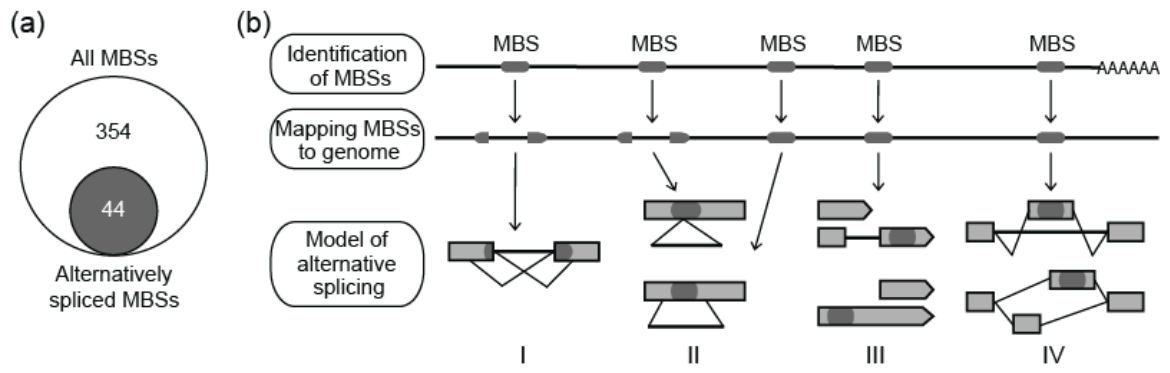 (a)
All MBSs
354
44
Alternatively
spliced MBSs
(b)
Identification
of MBSs
MBS MBS MBS MBS MBS
AAAAAA
Mapping MBSs
to genome
Model of
alternative
splicing
I II III IV